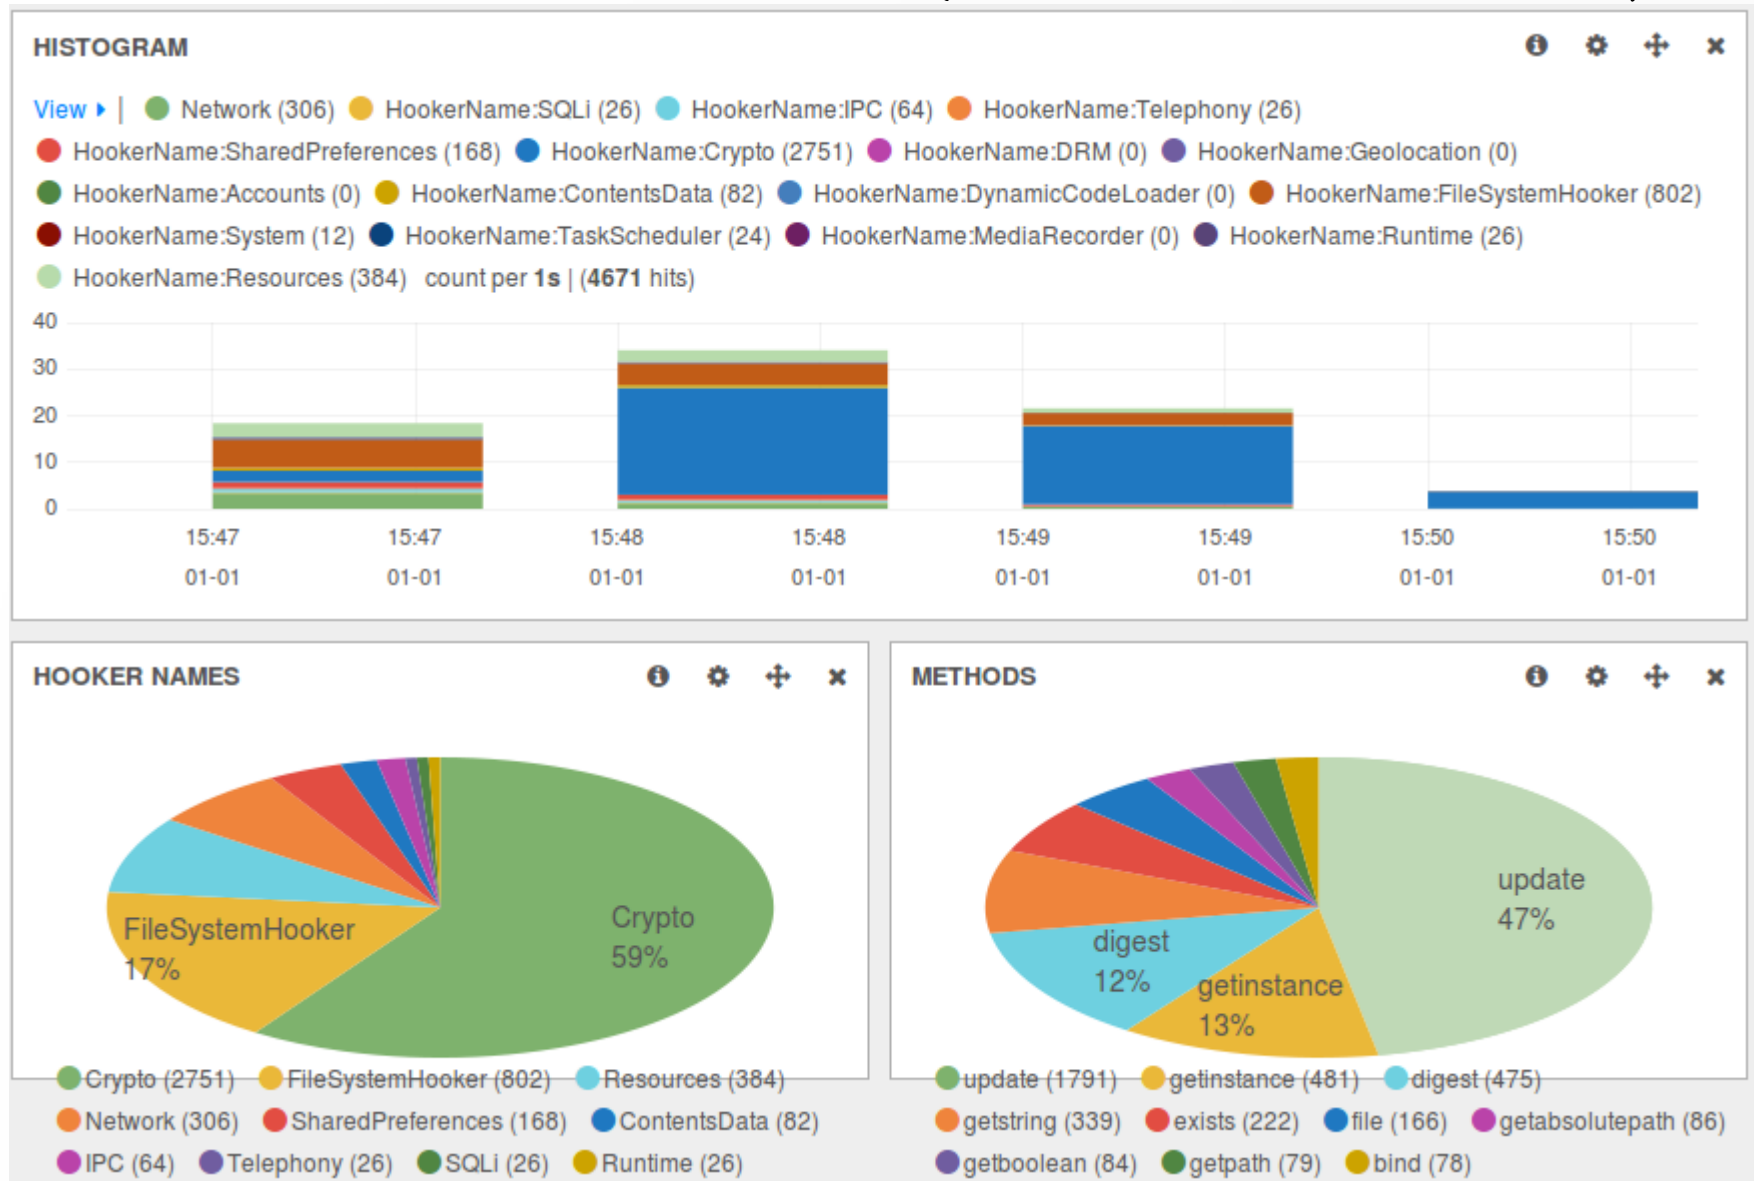 HISTOGRAM
View | Network (306) HookerName:SQLi (26) HookerName:IPC (64) HookerName:Telephony (26)
HookerName:SharedPreferences (168) HookerName:Crypto (2751) HookerName:DRM (0) HookerName:Geolocation (0)
HookerName:Accounts (0) HookerName:ContentsData (82) HookerName:DynamicCodeLoader (0) HookerName:FileSystemHooker (802)
HookerName:System (12) HookerName:TaskScheduler (24) HookerName:MediaRecorder (0) HookerName:Runtime (26)
HookerName:Resources (384) count per 1s | (4671 hits)
40
30
20
10
0
15:47 15:47 15:48 15:48 15:49 15:49 15:50 15:50
01-01 01-01 01-01 01-01 01-01 01-01 01-01 01-01
HOOKER NAMES
FileSystemHooker
17%
Crypto
59%
Crypto (2751) FileSystemHooker (802) Resources (384)
Network (306) SharedPreferences (168) ContentsData (82)
IPC (64) Telephony (26) SQLi (26) Runtime (26)
METHODS
update
47%
digest
12%
getinstance
13%
update (1791) getinstance (481) digest (475)
getstring (339) exists (222) file (166) getabsolutepath (86)
getboolean (84) getpath (79) bind (78)